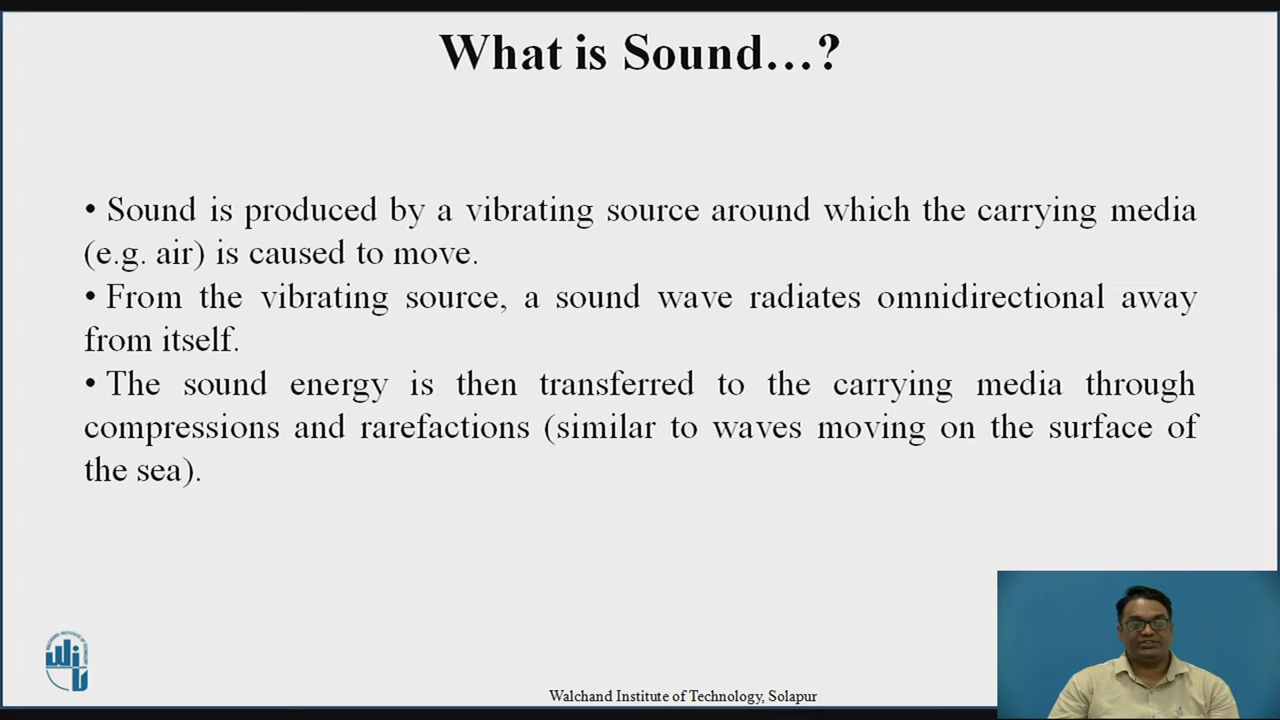 What is Sound...?
• Sound is produced by a vibrating source around which the carrying media
(e.g. air) is caused to move.
• From the vibrating source, a sound wave radiates omnidirectional away
from itself.
• The sound energy is then transferred to the carrying media through
compressions and rarefactions (similar to waves moving on the surface of
the sea).
WIT
Walchand Institute of Technology, Solapur